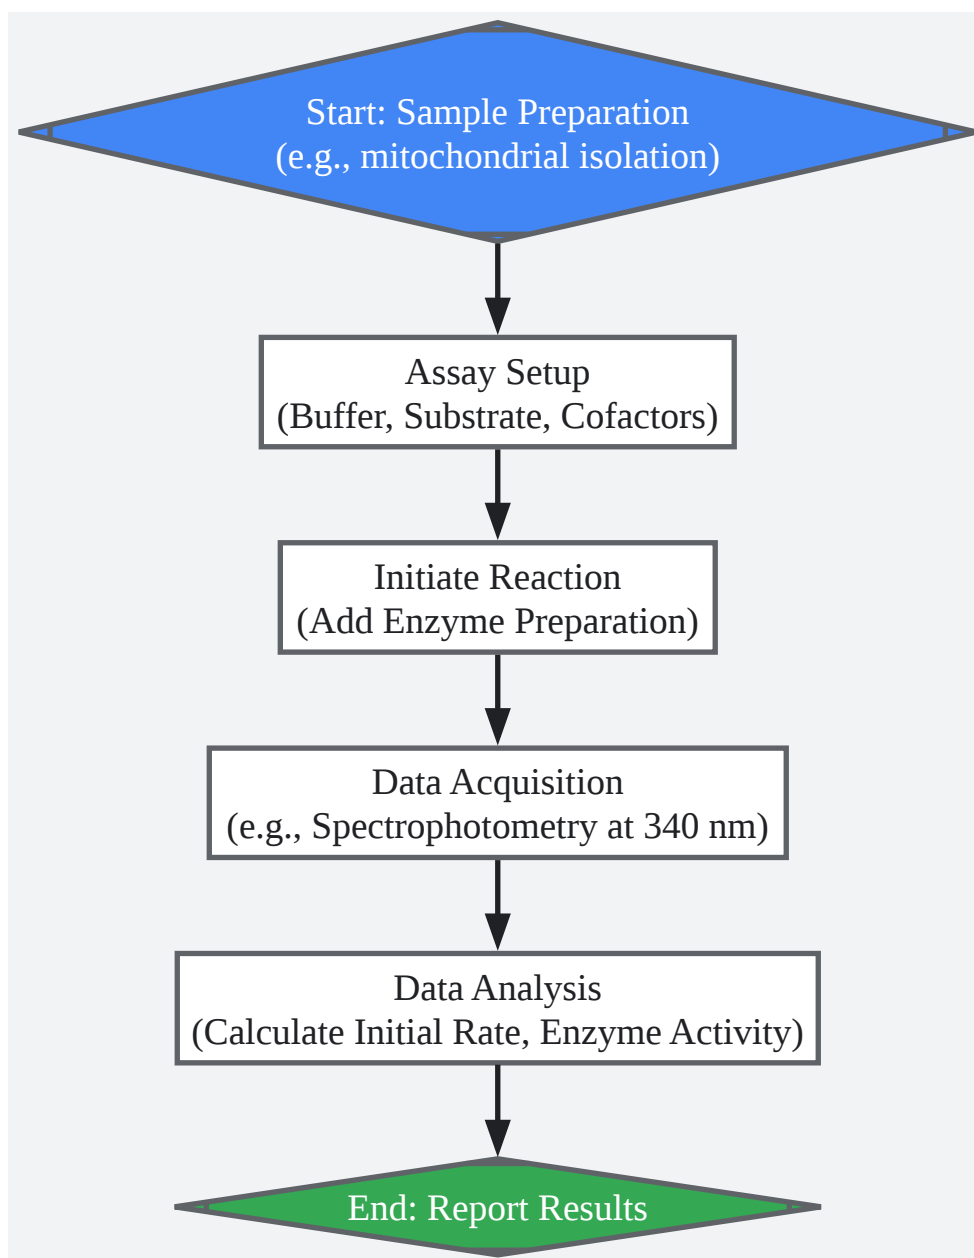 Start: Sample Preparation
(e.g., mitochondrial isolation)
Assay Setup
(Buffer, Substrate, Cofactors)
Initiate Reaction
(Add Enzyme Preparation)
Data Acquisition
(e.g., Spectrophotometry at 340 nm)
Data Analysis
(Calculate Initial Rate, Enzyme Activity)
End: Report Results